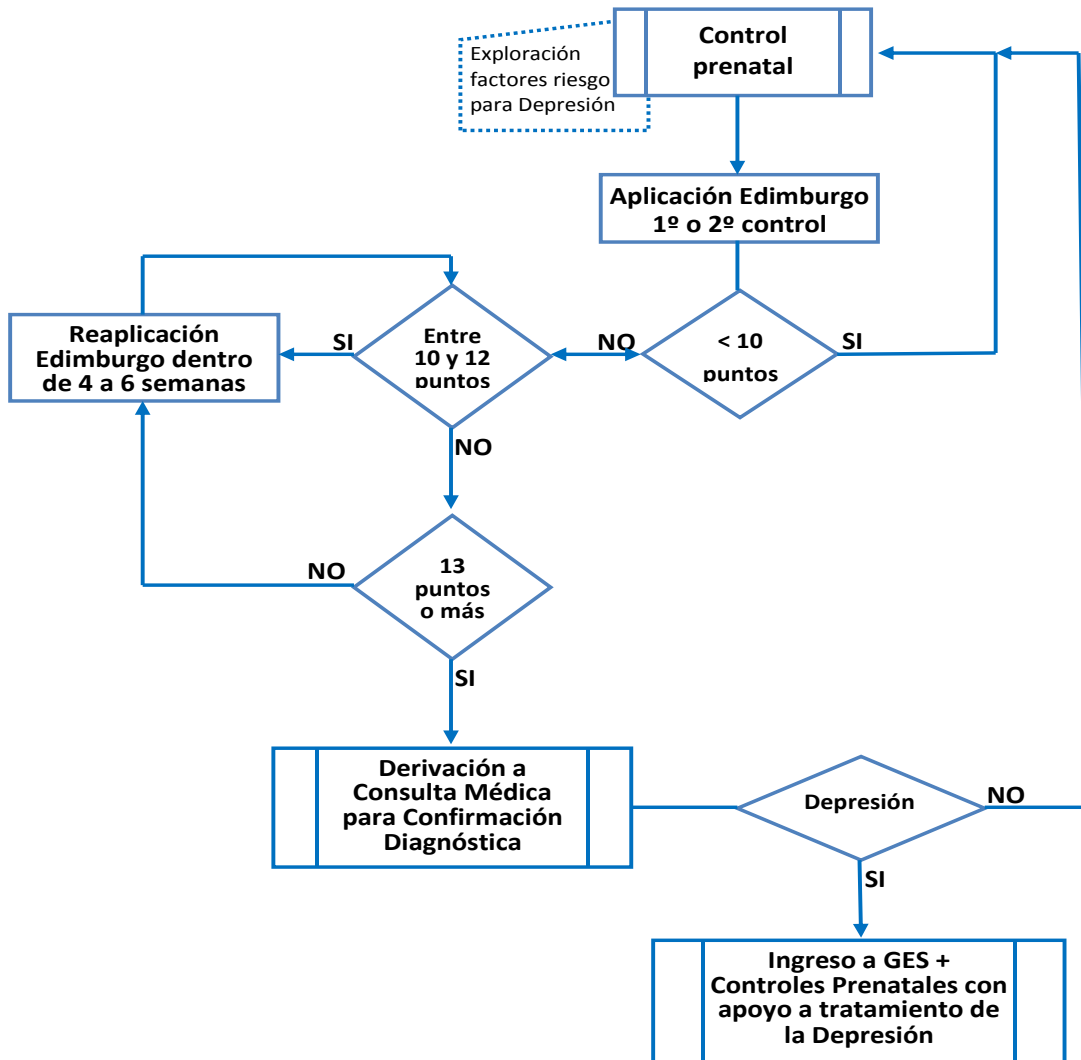 Control
prenatal
Exploración
factores riesgo
para Depresión
Aplicación Edimburgo
1º o 2º control
Reaplicación
Edimburgo dentro
de 4 a 6 semanas
SI
Entre
10 y 12
puntos
NO
< 10
puntos
SI
NO
NO
13
puntos
o más
SI
Derivación a
Consulta Médica
para Confirmación
Diagnóstica
Depresión
NO
SI
Ingreso a GES +
Controles Prenatales con
apoyo a tratamiento de
la Depresión